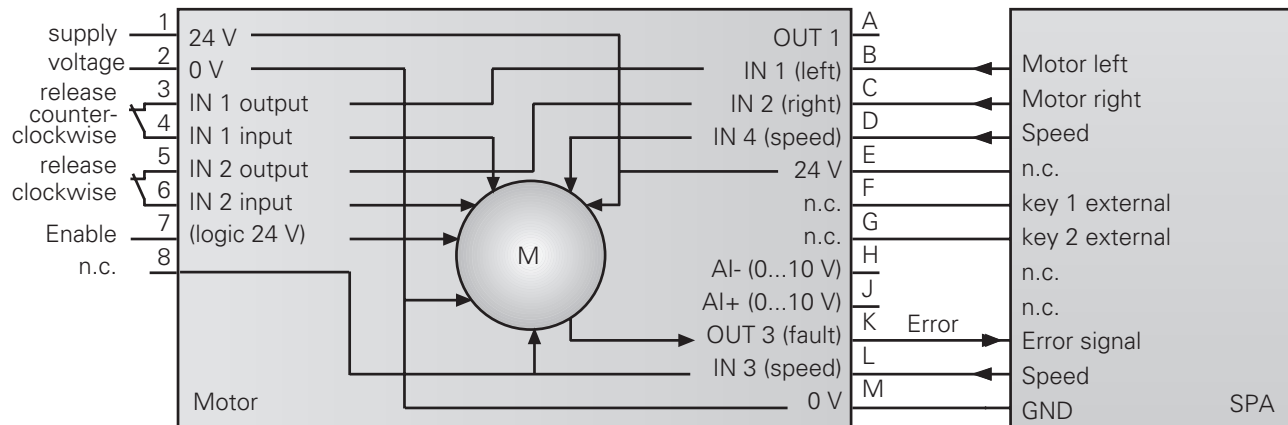 supply
voltage
release
counter-
clockwise
release
clockwise
Enable
n.c.
1
2
3
4
5
6
7
8
24 V
0 V
IN 1 output
IN 1 input
IN 2 output
IN 2 input
(logic 24 V)
Motor
M
OUT 1
IN 1 (left)
IN 2 (right)
IN 4 (speed)
24 V
n.c.
n.c.
AI- (0...10 V)
AI+ (0...10 V)
OUT 3 (fault)
IN 3 (speed)
0 V
A
B
C
D
E
F
G
H
J
K
L
M
Error
Motor left
Motor right
Speed
n.c.
key 1 external
key 2 external
n.c.
n.c.
Error signal
Speed
GND
SPA